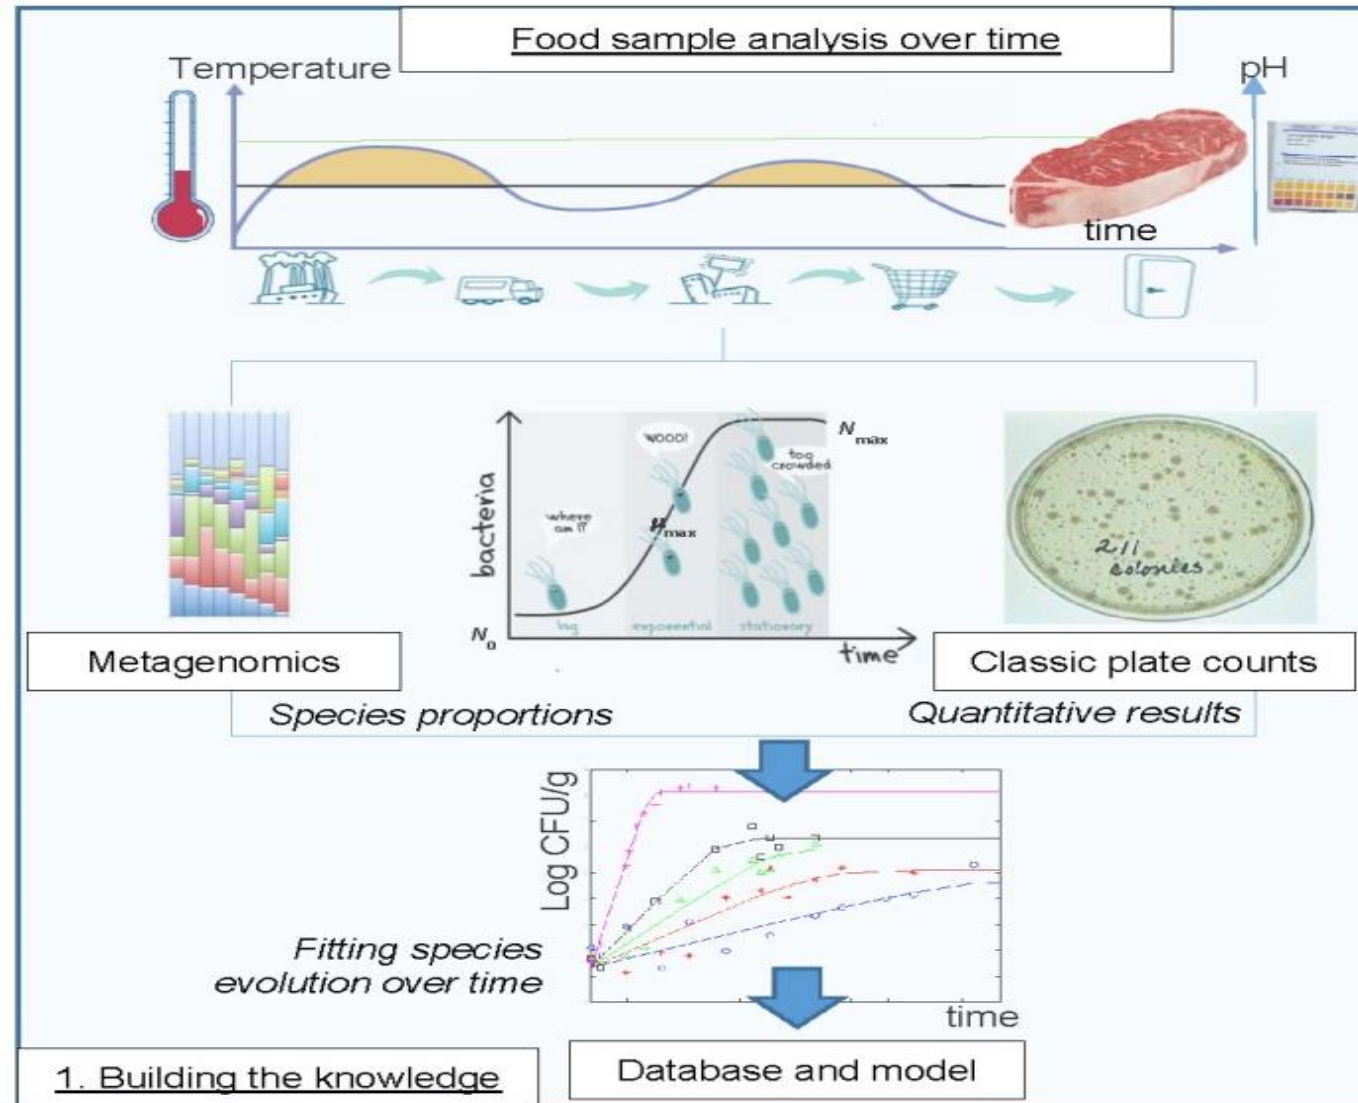 Food sample analysis over time
Temperature
pH
time
N max
WOOO!
too
crowded
where
am I?
μ max
bacteria
211
colonies
lag exponential stationary
N 0
time
Metagenomics
Classic plate counts
Species proportions
Quantitative results
Log CFU/g
Fitting species
evolution over time
time
1. Building the knowledge
Database and model